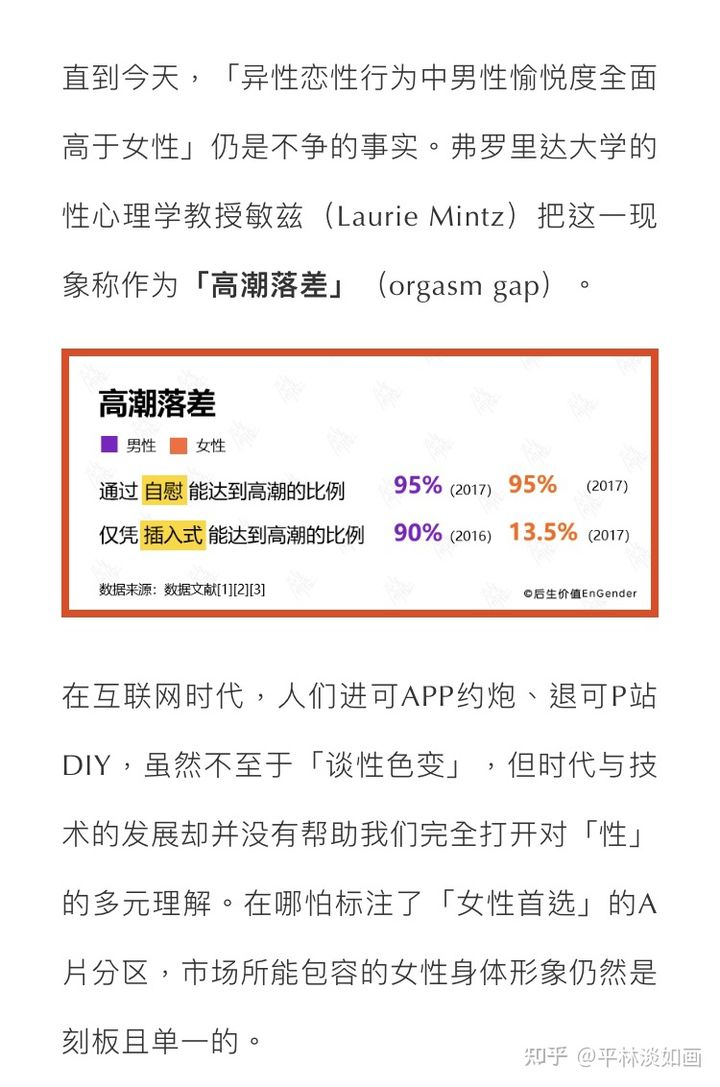 直到今天，「异性恋性行为中男性愉悦度全面
高于女性」仍是不争的事实。弗罗里达大学的
性心理学教授敏兹（Laurie Mintz）把这一现
象称作为「高潮落差」（orgasm gap）。
高潮落差
男性 女性
通过自慰能达到高潮的比例 95% (2017) 95% (2017)
仅凭插入式能达到高潮的比例 90% (2016) 13.5% (2017)
数据来源：数据文献[1][2][3] ©后生价值EnGender
在互联网时代，人们进可APP约炮、退可P站
DIY，虽然不至于「谈性色变」，但时代与技
术的发展却并没有帮助我们完全打开对「性」
的多元理解。在哪怕标注了「女性首选」的A
片分区，市场所能包容的女性身体形象仍然是
刻板且单一的。
知乎 @平林淡如画